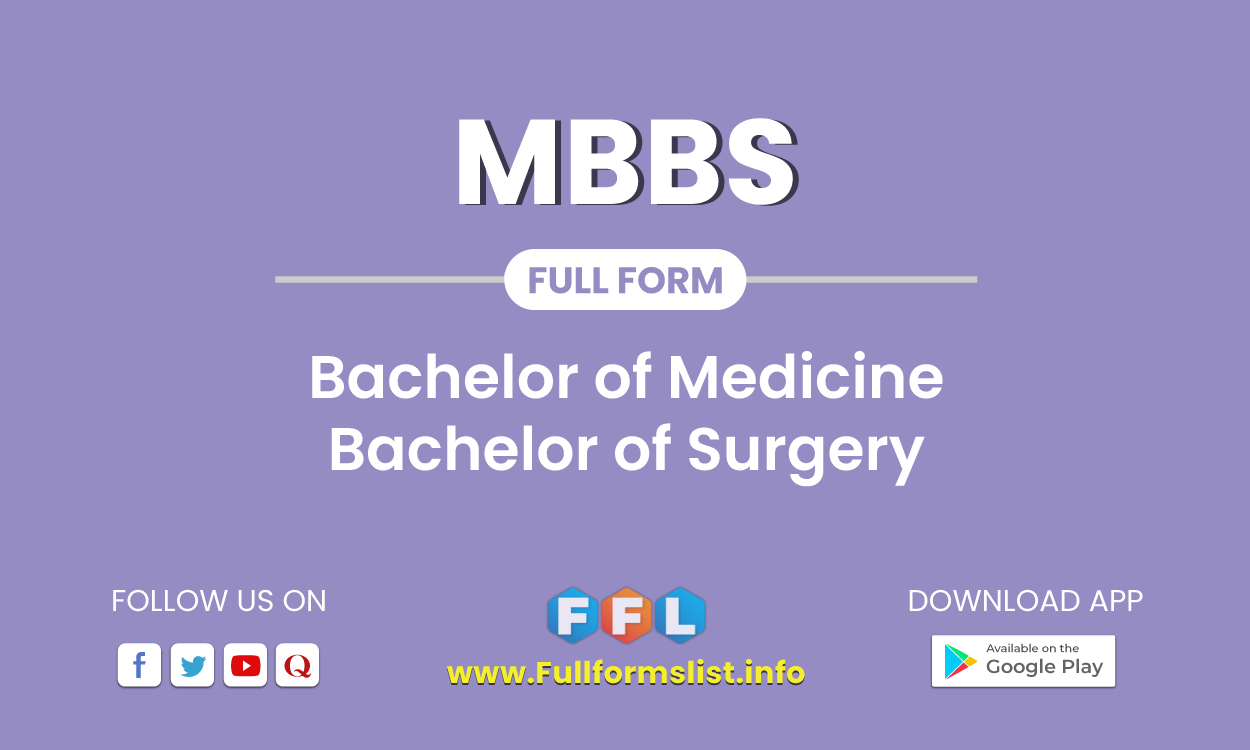 MBBS
FULL FORM
Bachelor of Medicine
Bachelor of Surgery
FOLLOW US ON
f
Q
FFL
www.Fullformslist.info
DOWNLOAD APP
Available on the
Google Play